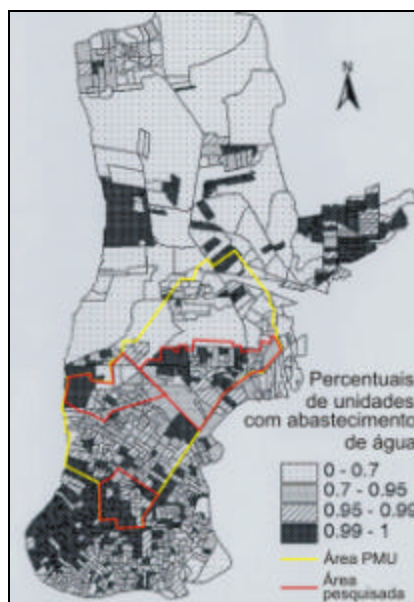 N
Percentuais
de unidades
com abastecimento
de água
0 - 0.7
0.7 - 0.95
0.95 - 0.99
0.99 - 1
Área PMU
Área
pesquisada